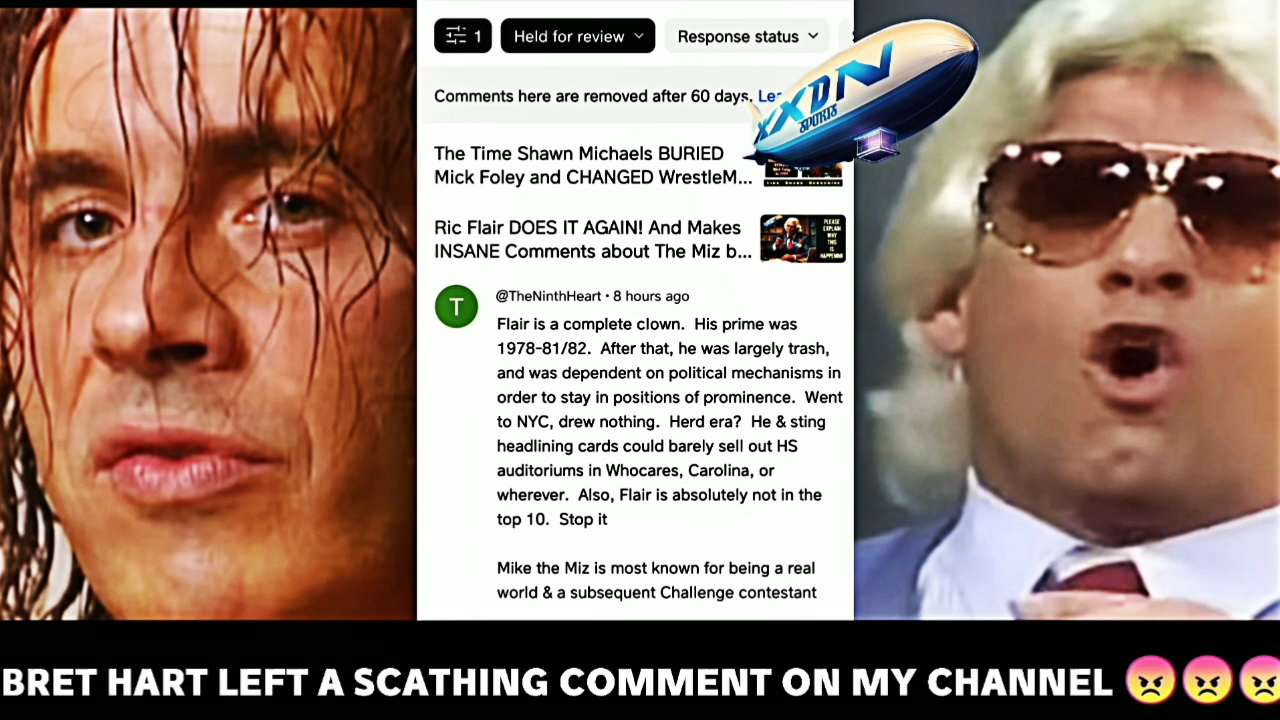 1
Held for review
Response status
Comments here are removed after 60 days.
XXDN
SPORTS
The Time Shawn Michaels BURIED
Mick Foley and CHANGED WrestleM...
Ric Flair DOES IT AGAIN! And Makes
INSANE Comments about The Miz b...
PLEASE
EXPLAIN
WHY
THIS
IS
HAPPENING
T
@TheNinthHeart • 8 hours ago
Flair is a complete clown. His prime was
1978-81/82. After that, he was largely trash,
and was dependent on political mechanisms in
order to stay in positions of prominence. Went
to NYC, drew nothing. Herd era? He & sting
headlining cards could barely sell out HS
auditoriums in Whocares, Carolina, or
wherever. Also, Flair is absolutely not in the
top 10. Stop it
Mike the Miz is most known for being a real
world & a subsequent Challenge contestant
BRET HART LEFT A SCATHING COMMENT ON MY CHANNEL 😡😡😡